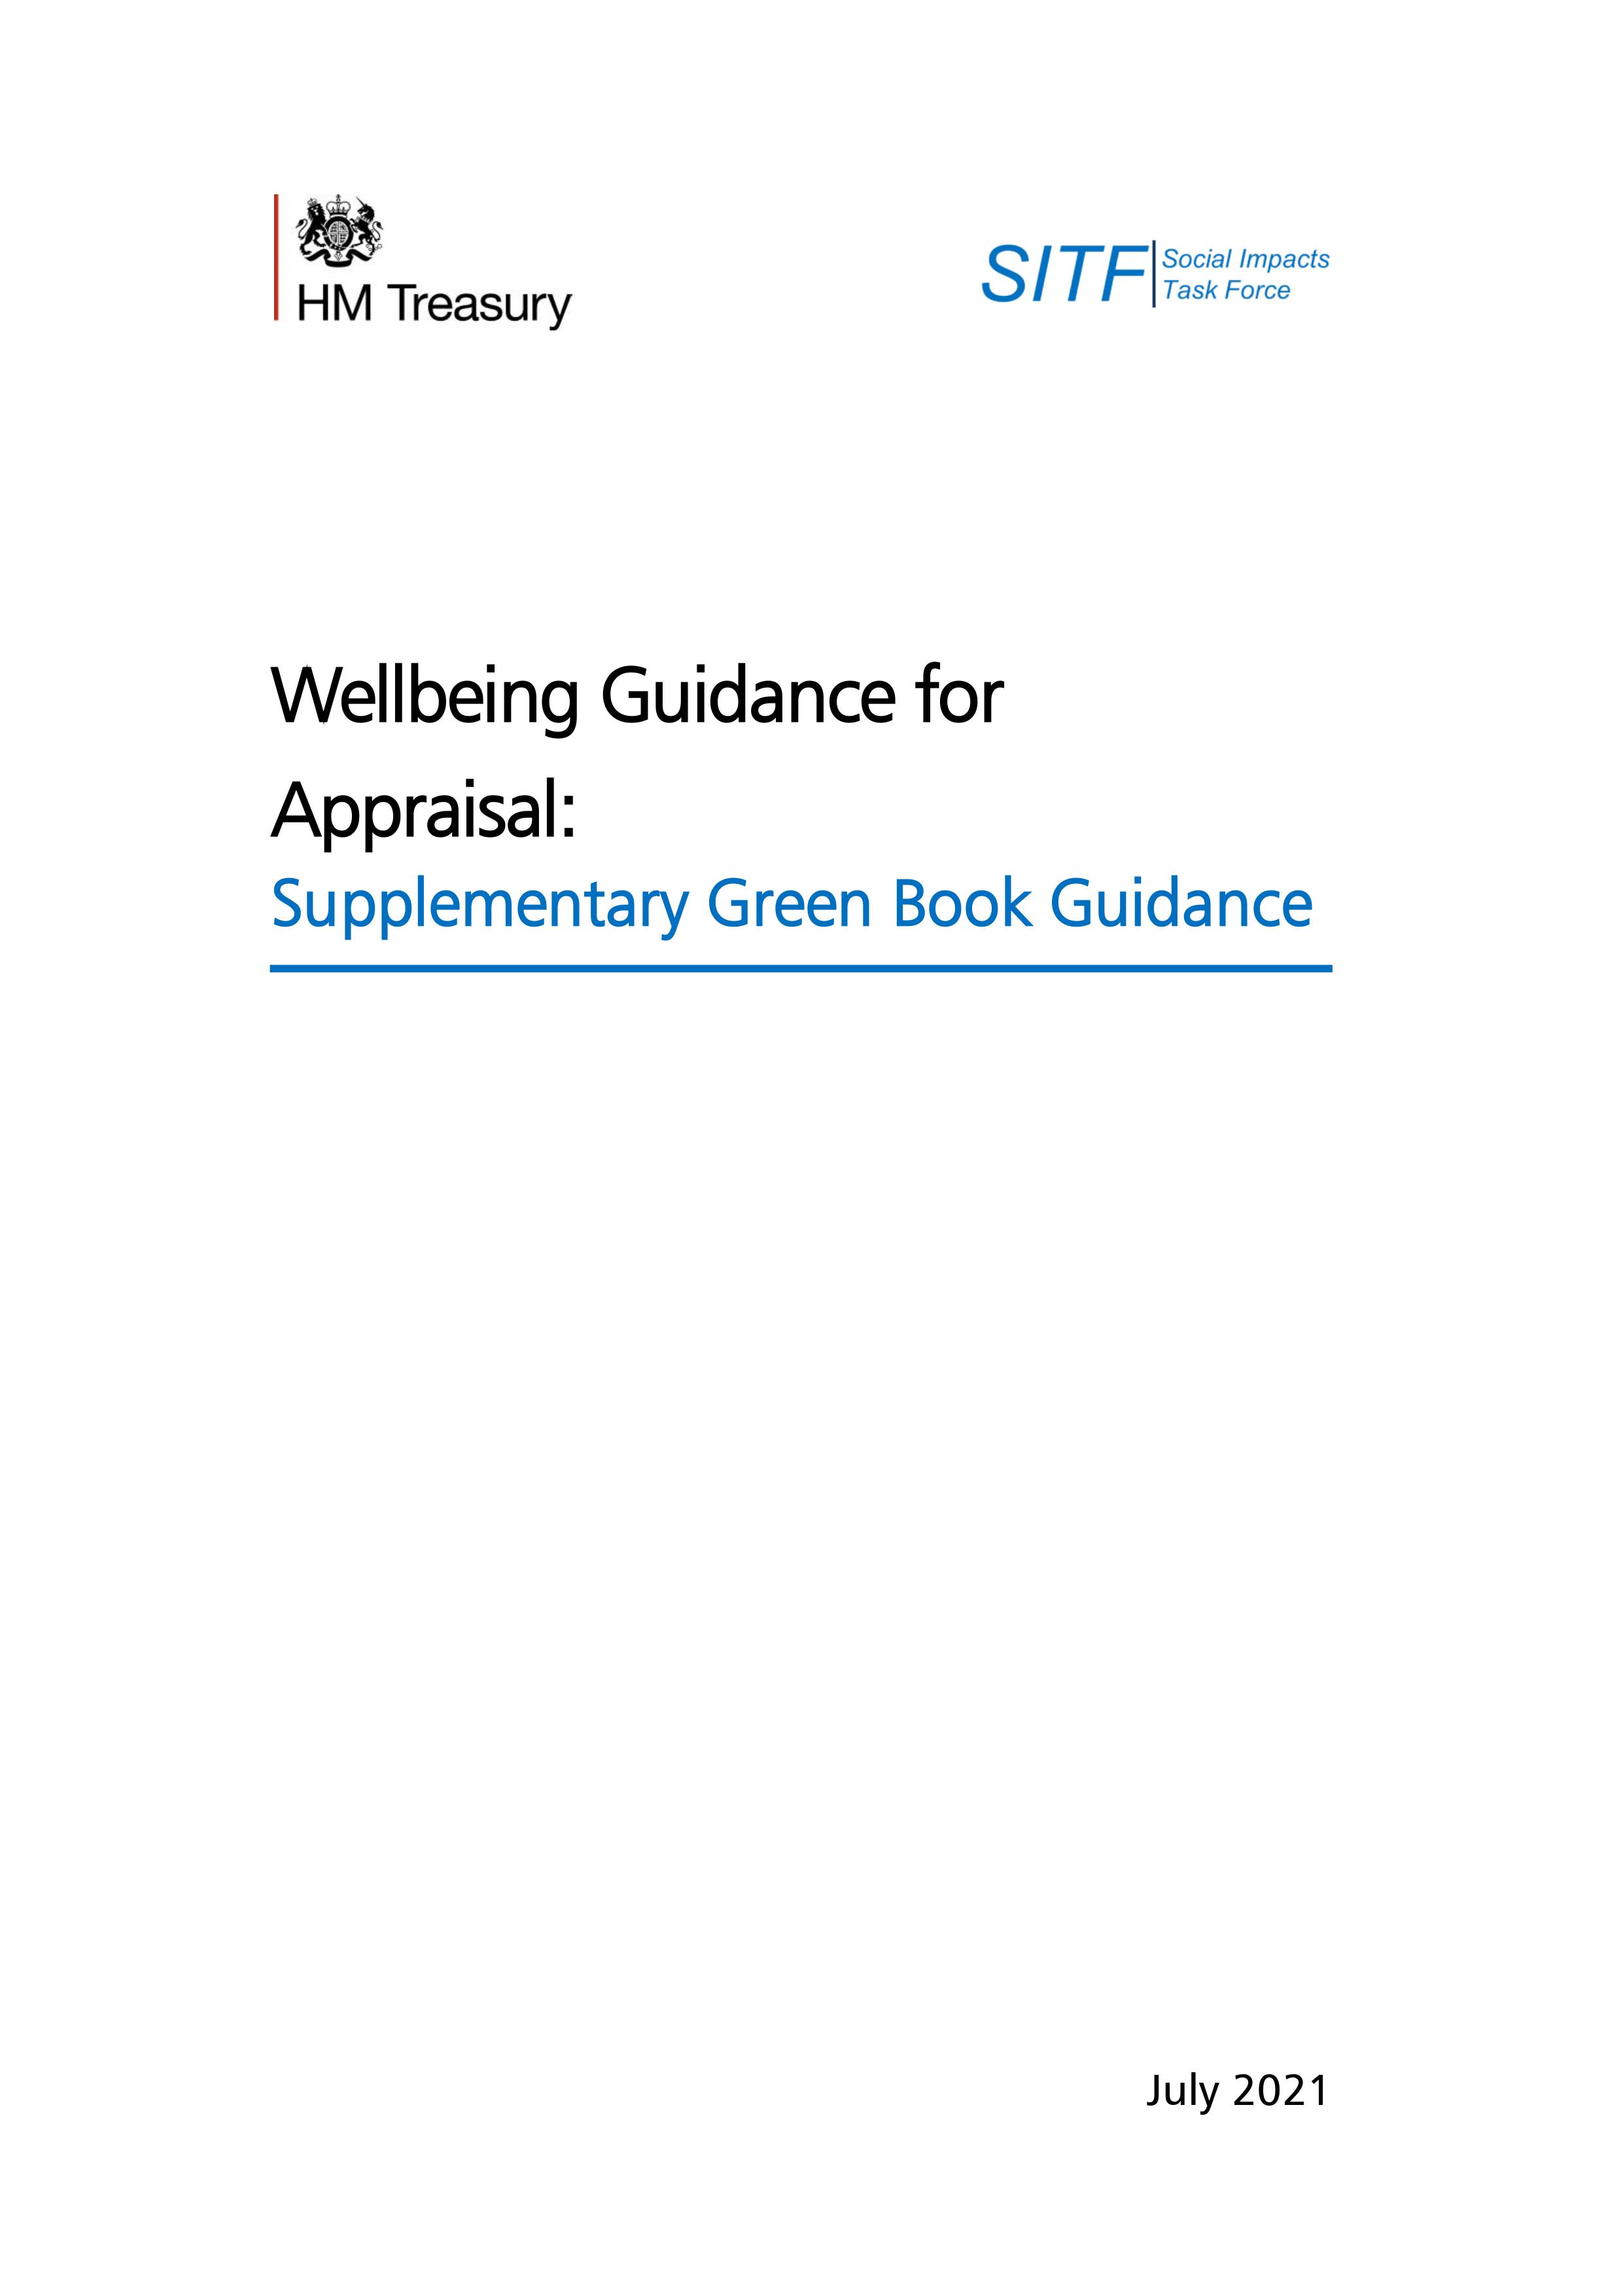 HM Treasury
SITF
Social Impacts
Task Force
Wellbeing Guidance for
Appraisal:
Supplementary Green Book Guidance
July 2021